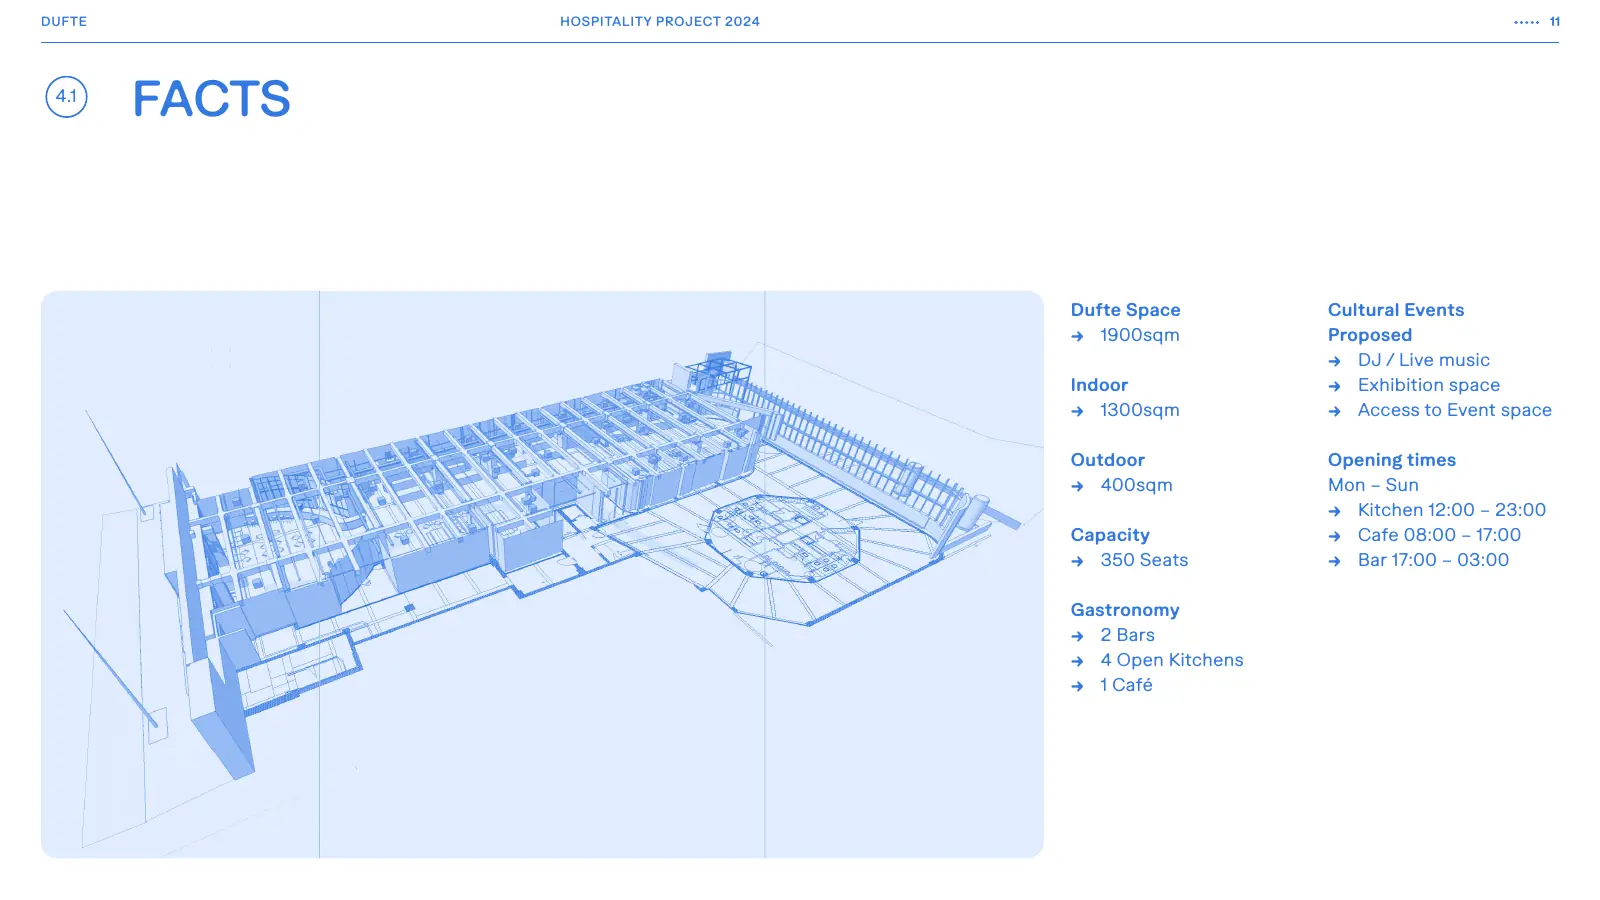 DUFTE
HOSPITALITY PROJECT 2024
····· 11
4.1
FACTS
Dufte Space
→ 1900sqm
Indoor
→ 1300sqm
Outdoor
→ 400sqm
Capacity
→ 350 Seats
Gastronomy
→ 2 Bars
→ 4 Open Kitchens
→ 1 Café
Cultural Events
Proposed
→ DJ / Live music
→ Exhibition space
→ Access to Event space
Opening times
Mon – Sun
→ Kitchen 12:00 – 23:00
→ Cafe 08:00 – 17:00
→ Bar 17:00 – 03:00